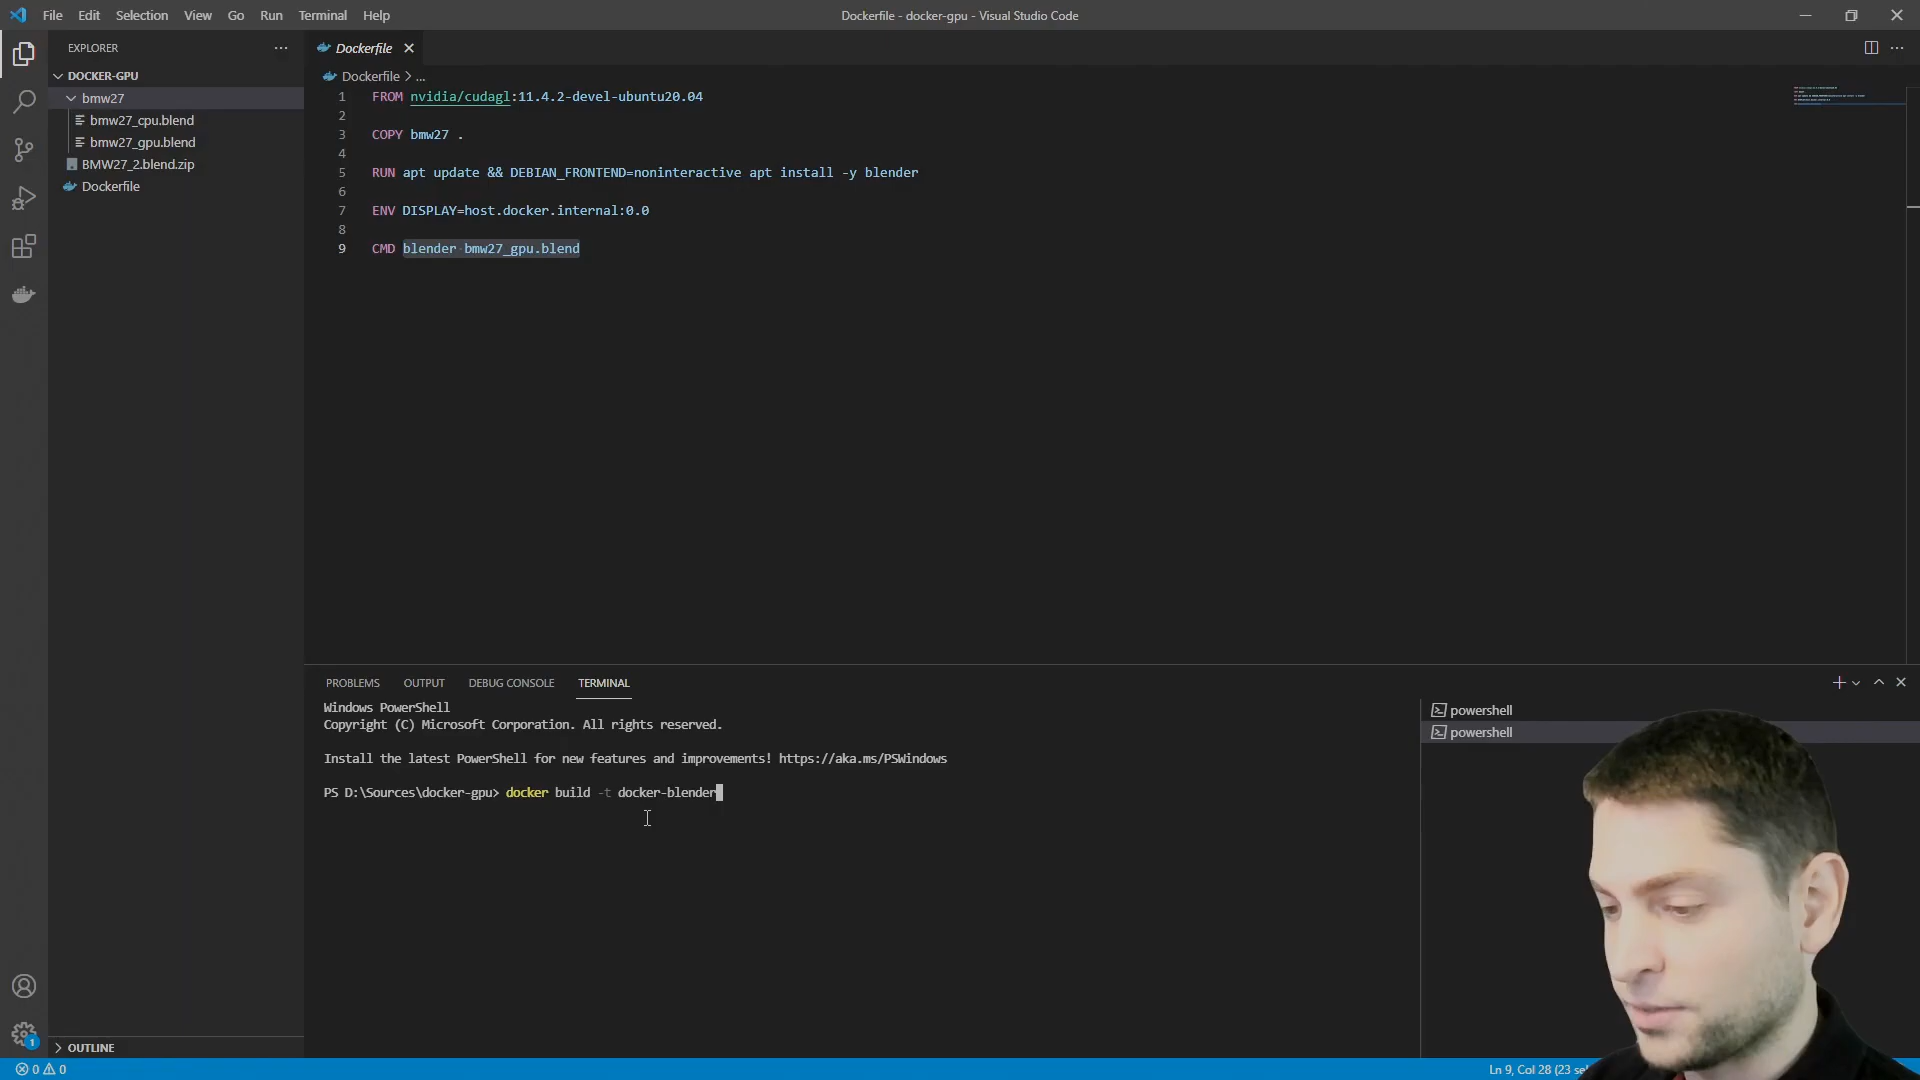 File Edit Selection View Go Run Terminal Help
Dockerfile - docker-gpu - Visual Studio Code
EXPLORER
DOCKER-GPU
bmw27
bmw27_cpu.blend
bmw27_gpu.blend
BMW27_2.blend.zip
Dockerfile
OUTLINE
Dockerfile
Dockerfile > ...
1 FROM nvidia/cudagl:11.4.2-devel-ubuntu20.04
2
3 COPY bmw27 .
4
5 RUN apt update && DEBIAN_FRONTEND=noninteractive apt install -y blender
6
7 ENV DISPLAY=host.docker.internal:0.0
8
9 CMD blender bmw27_gpu.blend
PROBLEMS OUTPUT DEBUG CONSOLE TERMINAL
Windows PowerShell
Copyright (C) Microsoft Corporation. All rights reserved.
Install the latest PowerShell for new features and improvements! https://aka.ms/PSWindows
PS D:\Sources\docker-gpu> docker build -t docker-blender
powershell
powershell
1
0 0
Ln 9, Col 28 (23 sel